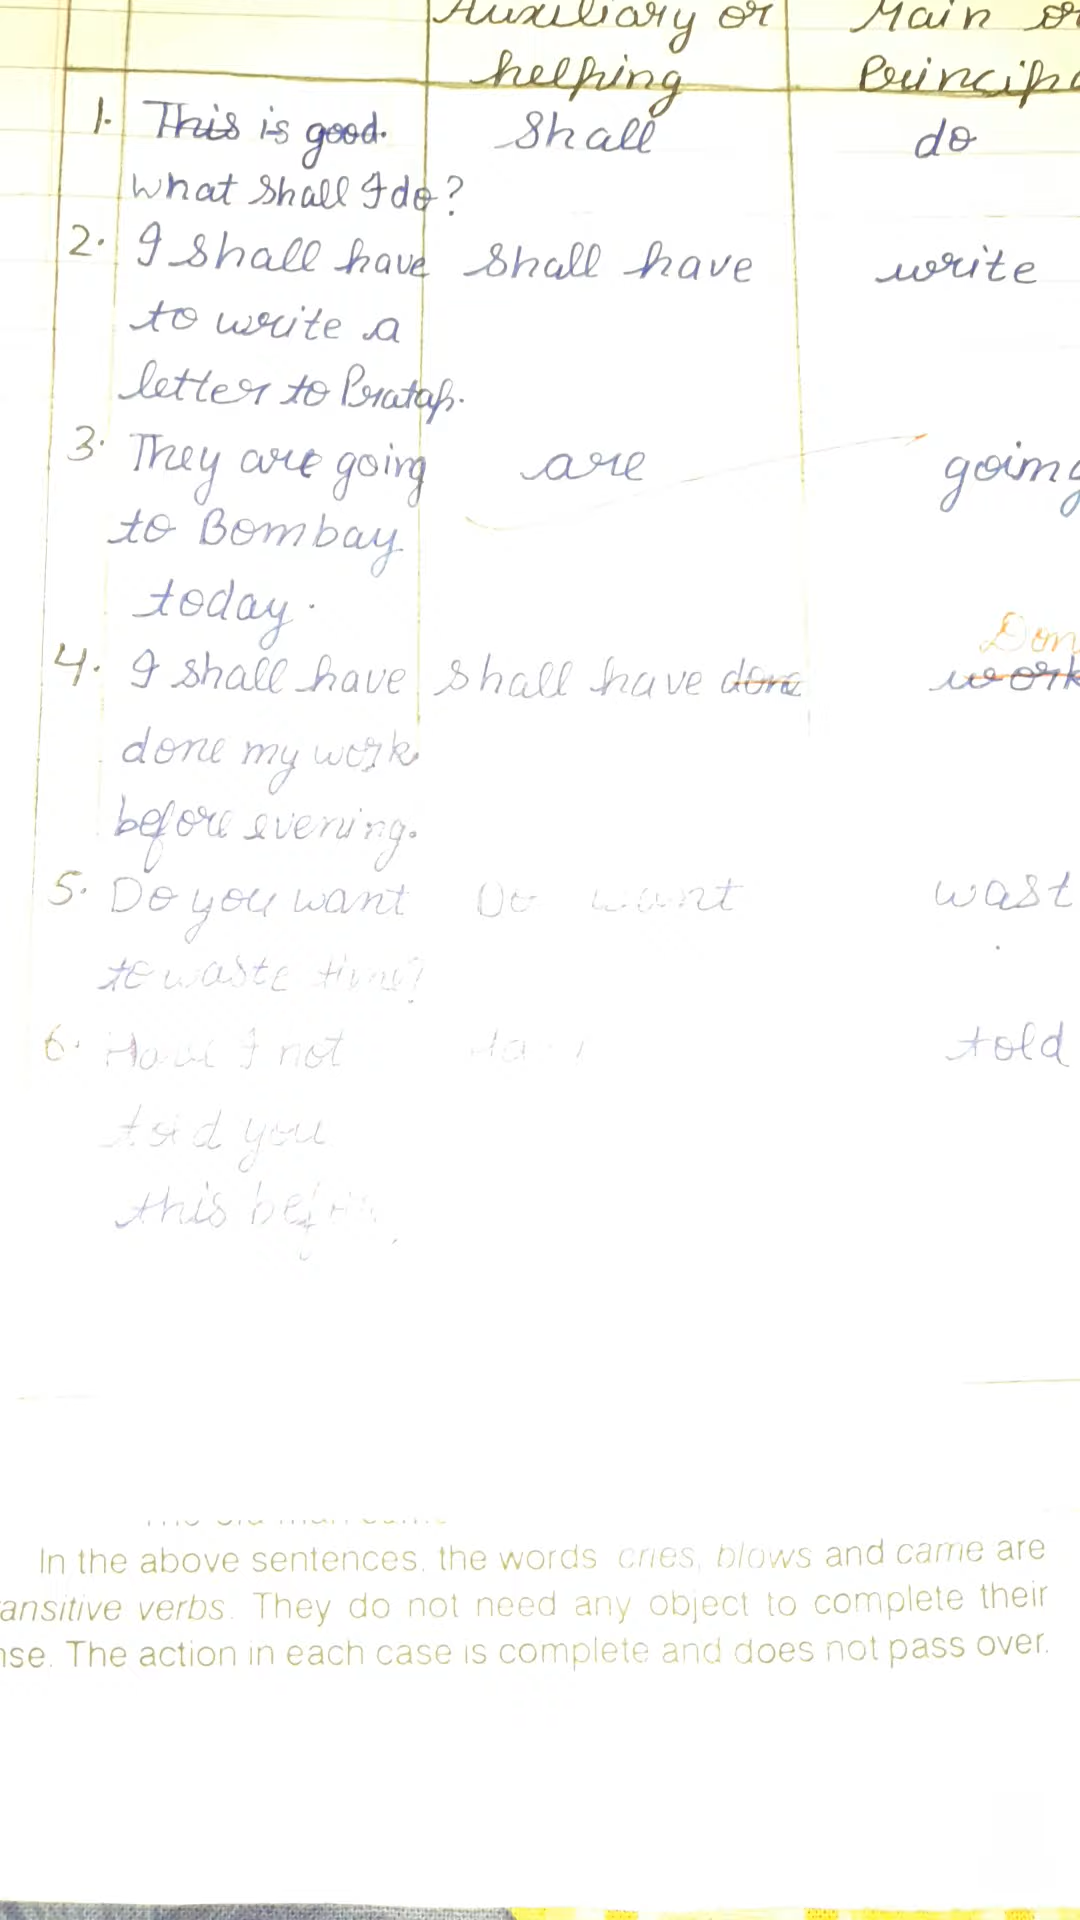 Auxiliary or Main or
helping
1. This is good. Shall do
What Shall I do?
2. I shall have shall have write
to write a
letter to Pratap.
3. They are going are going
to Bombay
today.
4. I shall have shall have done work
done my work
before evening.
5. Do you want Do want wast
to waste time?
6. Have I not told
told you
this
In the above sentences, the words cries, blows and came are
ansitive verbs. They do not need any object to complete their
nse. The action in each case is complete and does not pass over.